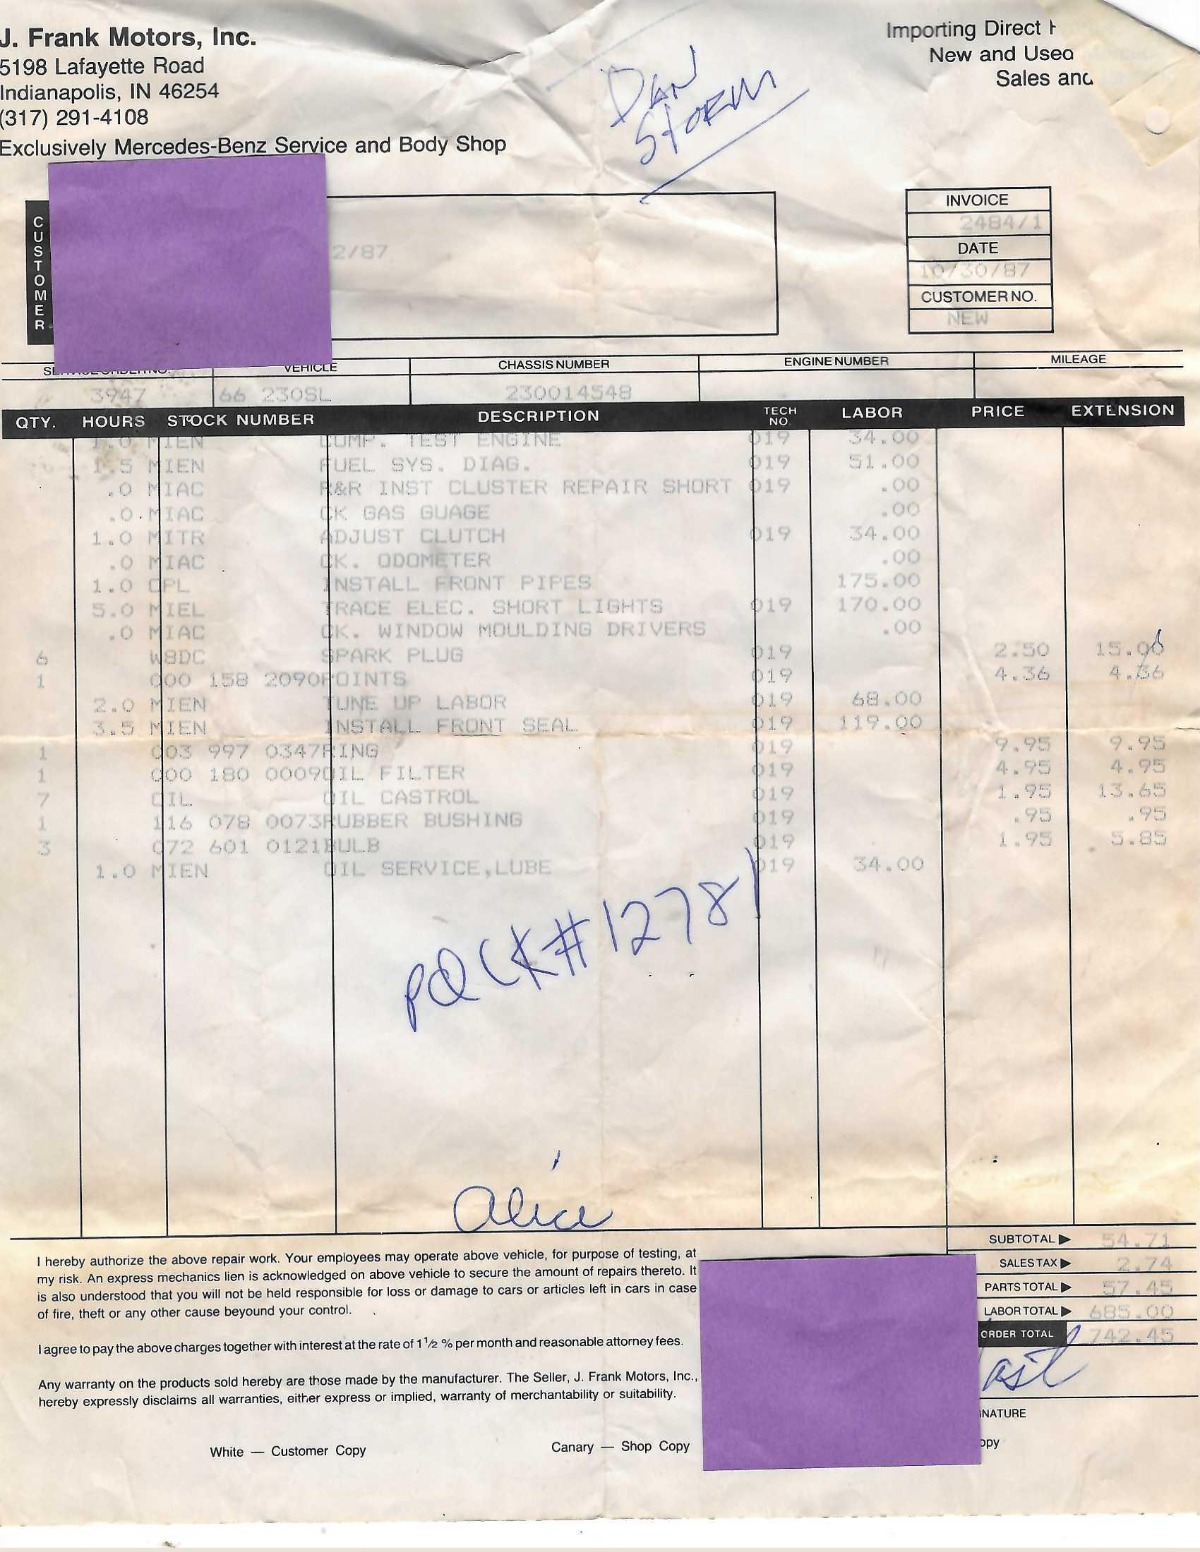 J. Frank Motors, Inc.
5198 Lafayette Road
Indianapolis, IN 46254
(317) 291-4108
Exclusively Mercedes-Benz Service and Body Shop
Importing Direct
New and Used
Sales and
DAN
STORM
CUSTOMER
2/87
INVOICE
2484/1
DATE
10/30/87
CUSTOMER NO.
NEW
VEHICLE CHASSIS NUMBER ENGINE NUMBER MILEAGE
3947 66 230SL 230014548
QTY. HOURS STOCK NUMBER DESCRIPTION TECH NO. LABOR PRICE EXTENSION
1.0 MIEN COMP. TEST ENGINE 019 34.00
1.5 MIEN FUEL SYS. DIAG. 019 51.00
.0 MIAC R&R INST CLUSTER REPAIR SHORT 019 .00
.0 MIAC CK GAS GUAGE .00
1.0 MITR ADJUST CLUTCH 019 34.00
.0 MIAC CK. ODOMETER .00
1.0 CPL INSTALL FRONT PIPES 175.00
5.0 MIEL TRACE ELEC. SHORT LIGHTS 019 170.00
.0 MIAC CK. WINDOW MOULDING DRIVERS .00
6 W8DC SPARK PLUG 019 2.50 15.00
1 000 158 2090 POINTS 019 4.36 4.36
2.0 MIEN TUNE UP LABOR 019 68.00
3.5 MIEN INSTALL FRONT SEAL 019 119.00
1 003 997 0347 RING 019 9.95 9.95
1 000 180 0009 OIL FILTER 019 4.95 4.95
7 OIL OIL CASTROL 019 1.95 13.65
1 116 078 0073 RUBBER BUSHING 019 .95 .95
3 072 601 0121 BULB 019 1.95 5.85
1.0 MIEN OIL SERVICE,LUBE 019 34.00
PD CK#12781
Alice
I hereby authorize the above repair work. Your employees may operate above vehicle, for purpose of testing, at
my risk. An express mechanics lien is acknowledged on above vehicle to secure the amount of repairs thereto. It
is also understood that you will not be held responsible for loss or damage to cars or articles left in cars in case
of fire, theft or any other cause beyound your control.
I agree to pay the above charges together with interest at the rate of 1½ % per month and reasonable attorney fees.
Any warranty on the products sold hereby are those made by the manufacturer. The Seller, J. Frank Motors, Inc.,
hereby expressly disclaims all warranties, either express or implied, warranty of merchantability or suitability.
SUBTOTAL 54.71
SALES TAX 2.74
PARTS TOTAL 57.45
LABOR TOTAL 685.00
ORDER TOTAL 742.45
NATURE
White — Customer Copy Canary — Shop Copy opy